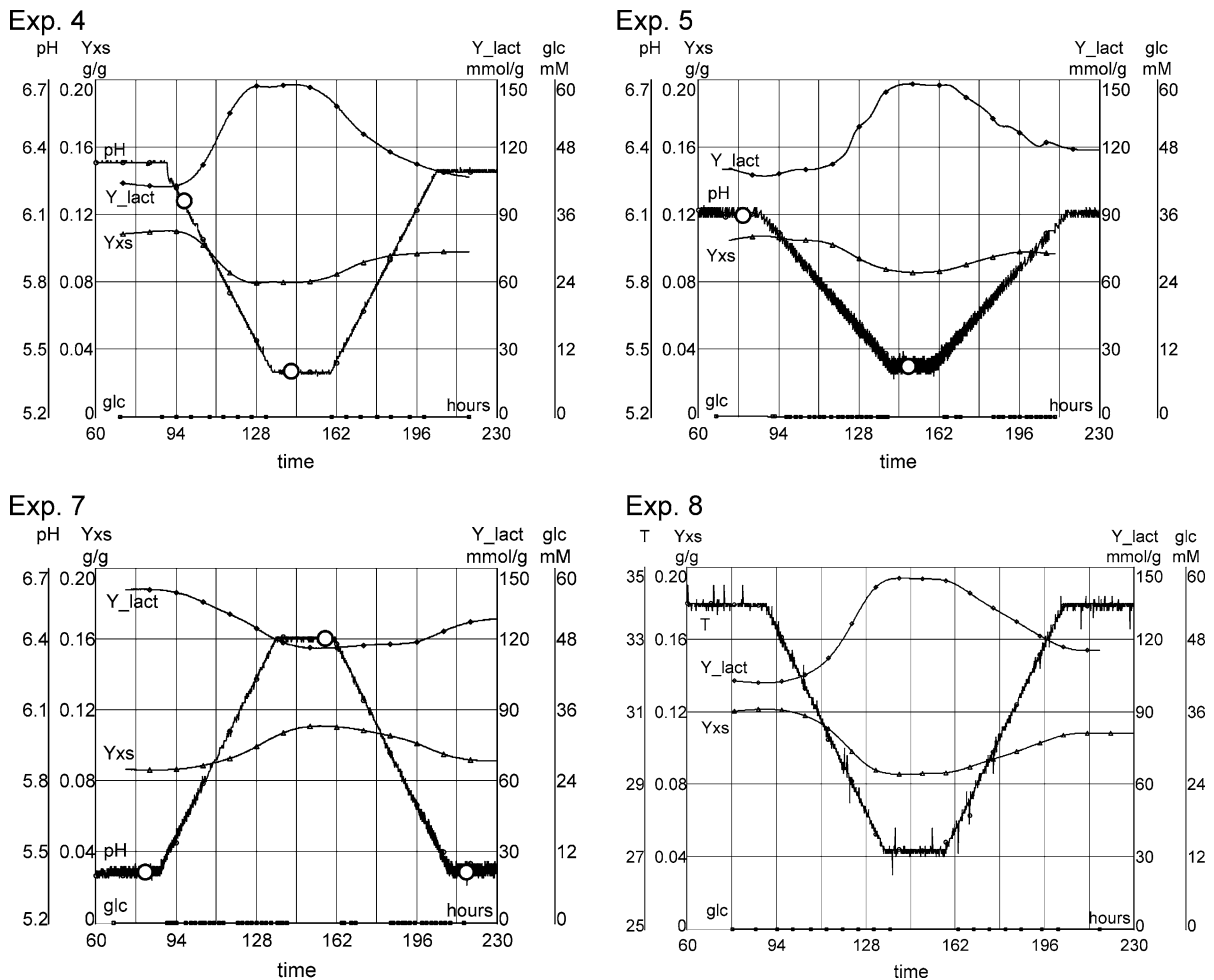 Exp. 4
pH Yxs Y_lact glc
g/g mmol/g mM
6.7 0.20 150 60
pH
6.4 0.16 120 48
Y_lact
6.1 0.12 90 36
Yxs
5.8 0.08 60 24
5.5 0.04 30 12
glc hours
5.2 0 0 0
60 94 128 162 196 230
time
Exp. 5
pH Yxs Y_lact glc
g/g mmol/g mM
6.7 0.20 150 60
6.4 0.16 120 48
Y_lact
pH
6.1 0.12 90 36
Yxs
5.8 0.08 60 24
5.5 0.04 30 12
glc hours
5.2 0 0 0
60 94 128 162 196 230
time
Exp. 7
pH Yxs Y_lact glc
g/g mmol/g mM
6.7 0.20 150 60
Y_lact
6.4 0.16 120 48
6.1 0.12 90 36
Yxs
5.8 0.08 60 24
pH
5.5 0.04 30 12
glc hours
5.2 0 0 0
60 94 128 162 196 230
time
Exp. 8
T Yxs Y_lact glc
g/g mmol/g mM
35 0.20 150 60
T
33 0.16 120 48
Y_lact
31 0.12 90 36
Yxs
29 0.08 60 24
27 0.04 30 12
glc hours
25 0 0 0
60 94 128 162 196 230
time